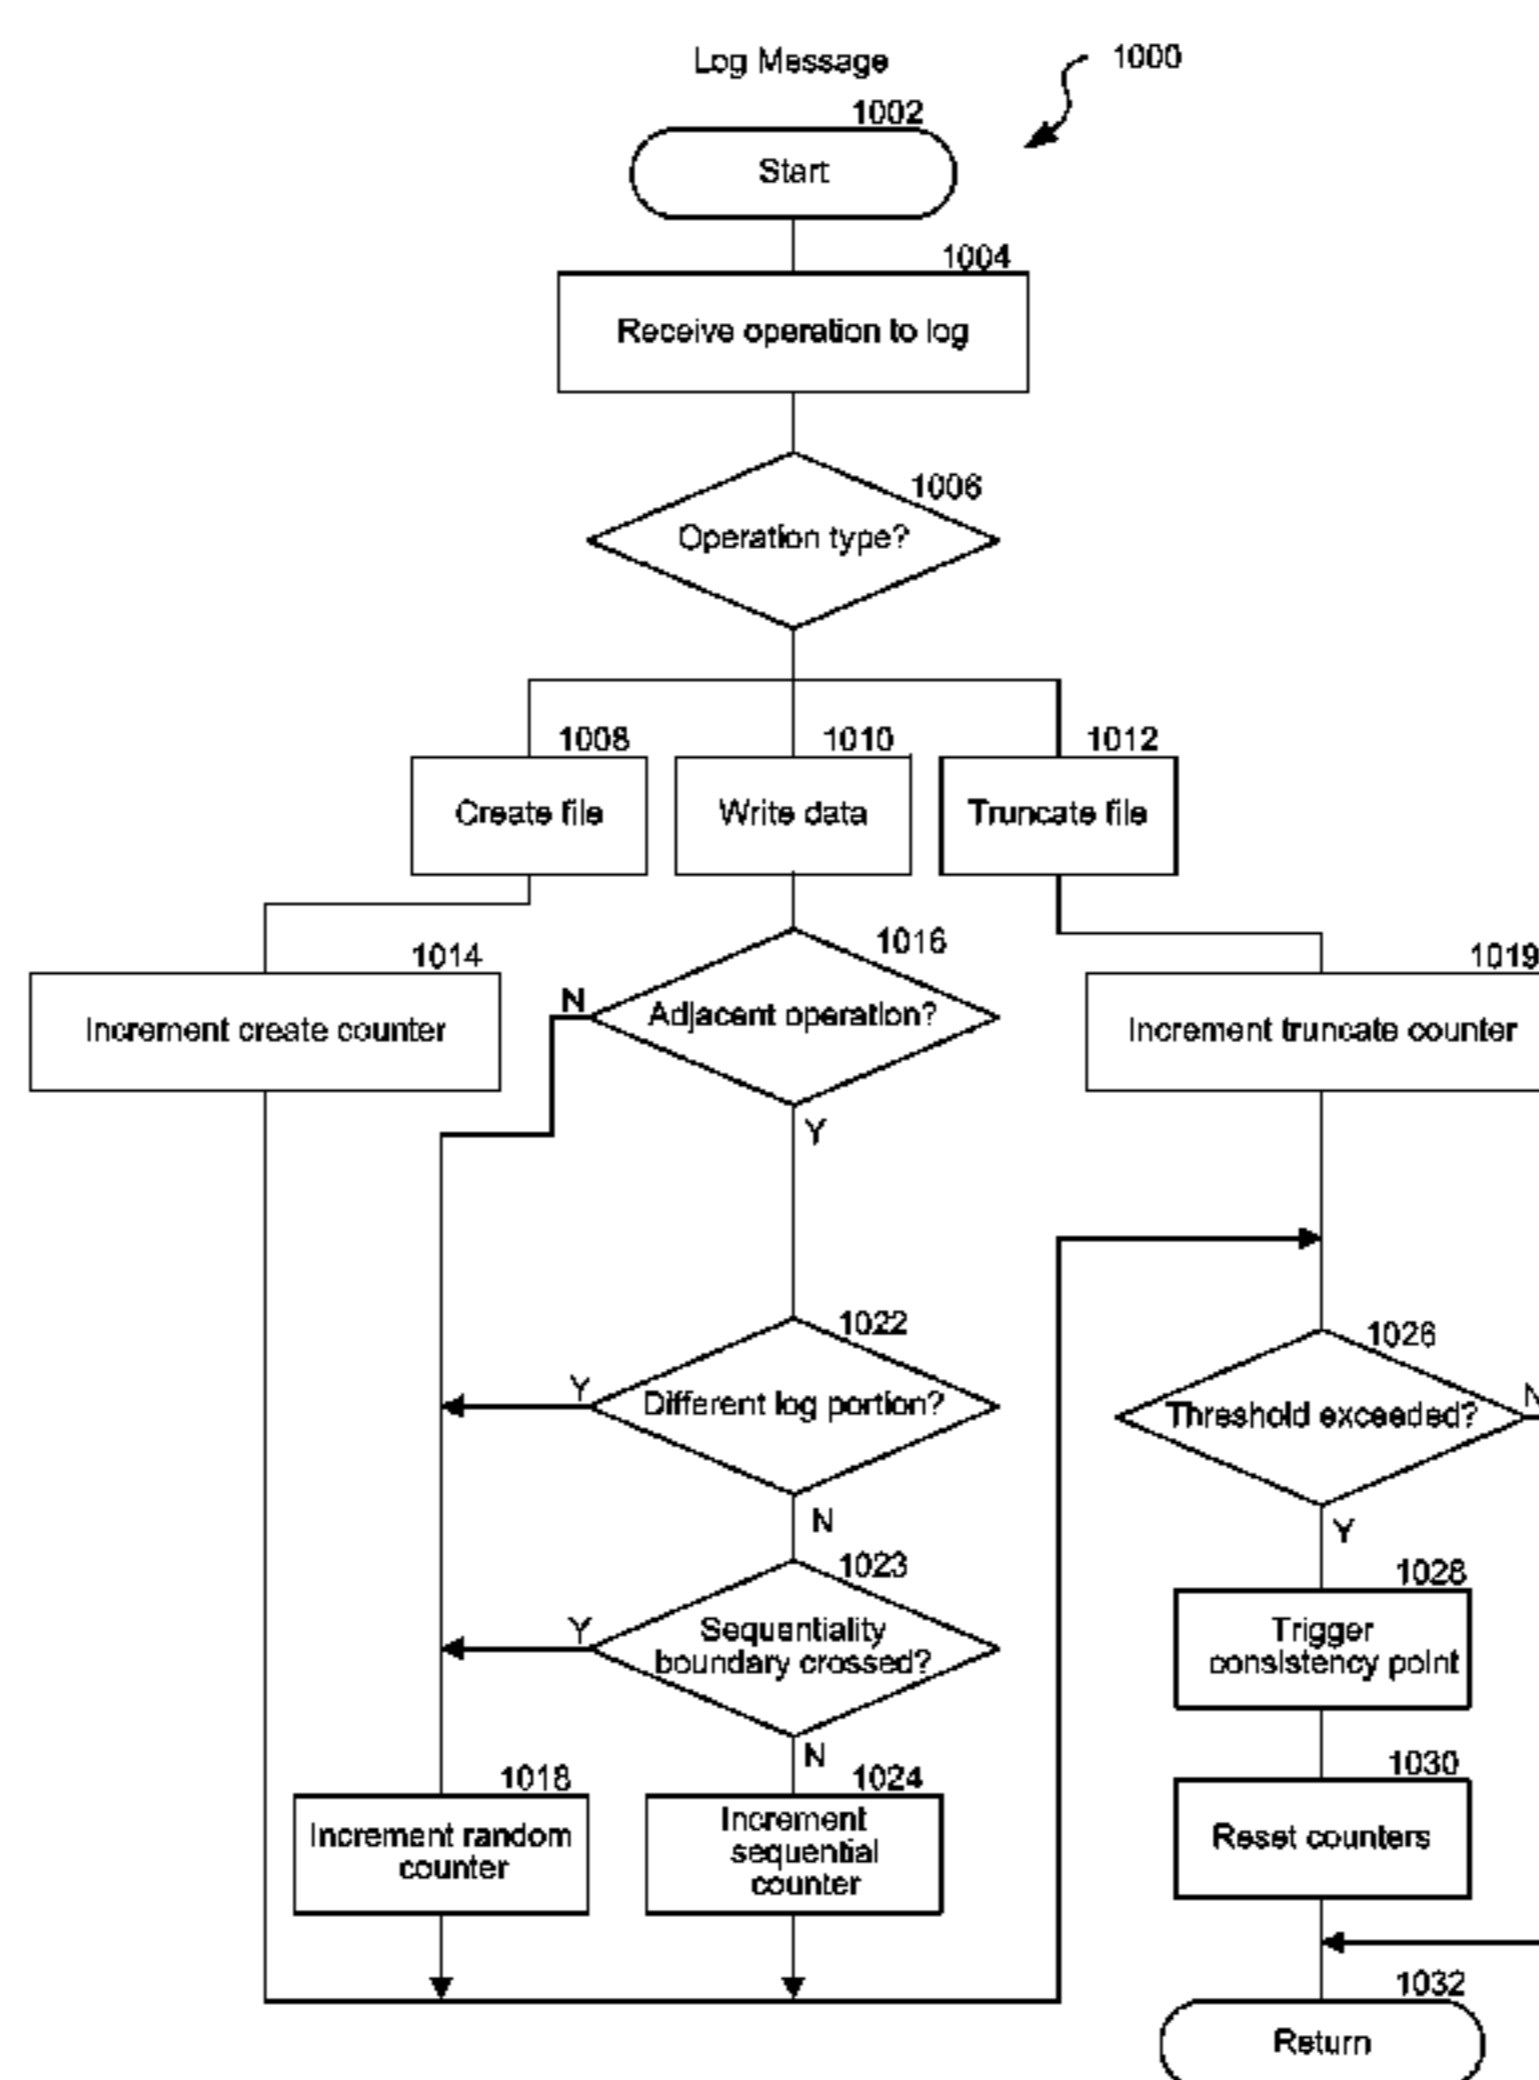 Log Message
1000
1002
Start
1004
Receive operation to log
1006
Operation type?
1008
1010
1012
Create file
Write data
Truncate file
1014
1016
1019
N
Increment create counter
Adjacent operation?
Increment truncate counter
Y
1022
1026
Y
Different log portion?
N
Threshold exceeded?
N
Y
1023
1028
Y
Sequentiality
boundary crossed?
Trigger
consistency point
N
1018
1024
1030
Increment random
counter
Increment
sequential
counter
Reset counters
1032
Return